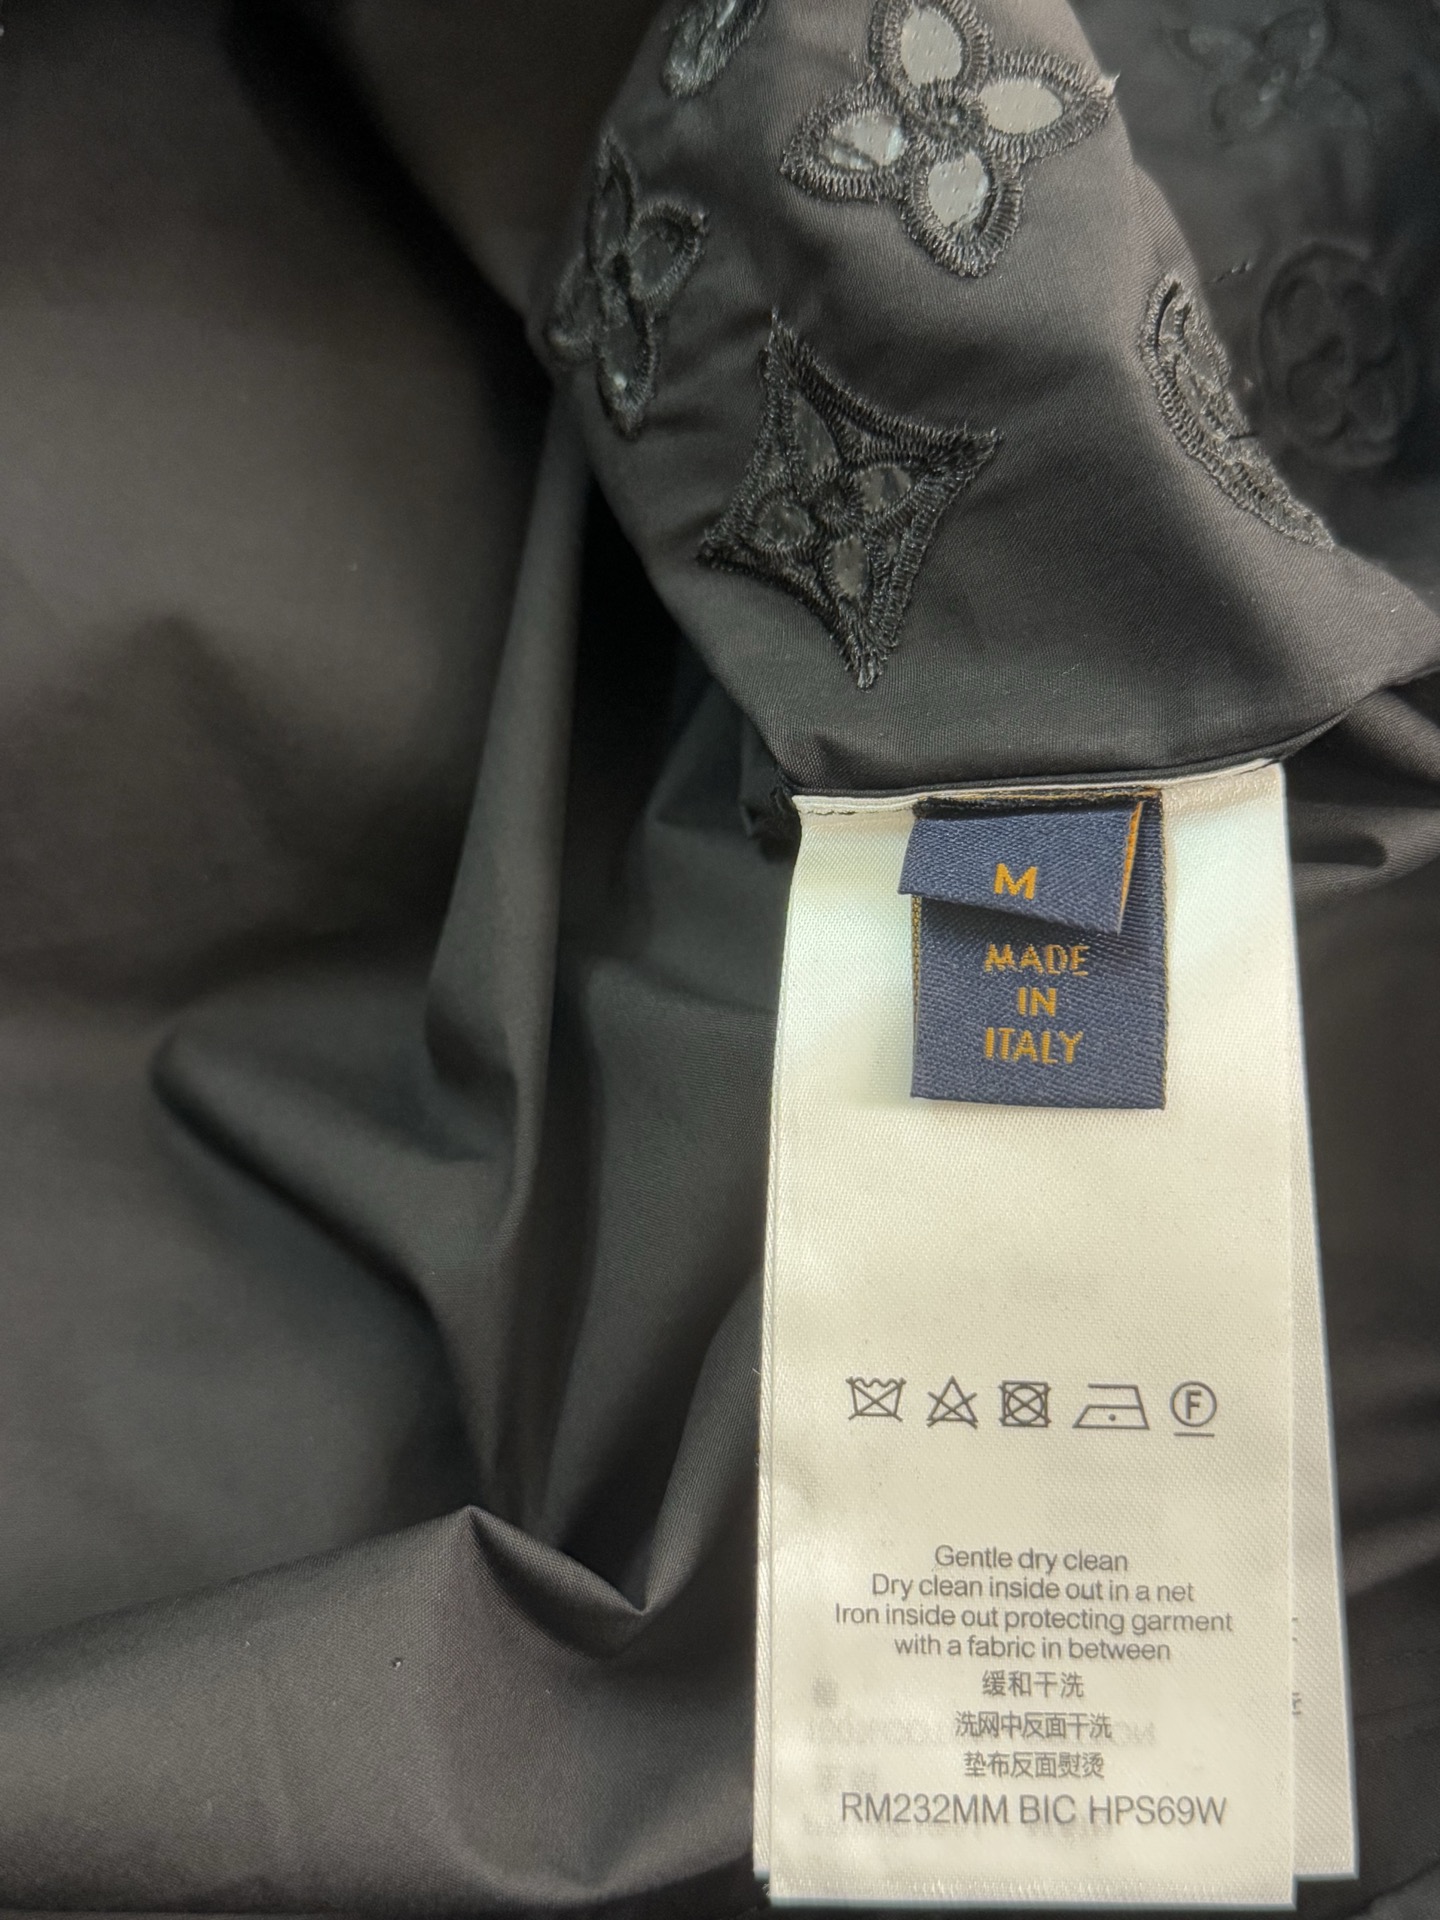 M
MADE
IN
ITALY
F
Gentle dry clean
Dry clean inside out in a net
Iron inside out protecting garment
with a fabric in between
缓和干洗
洗网中反面干洗
垫布反面熨烫
RM232MM BIC HPS69W